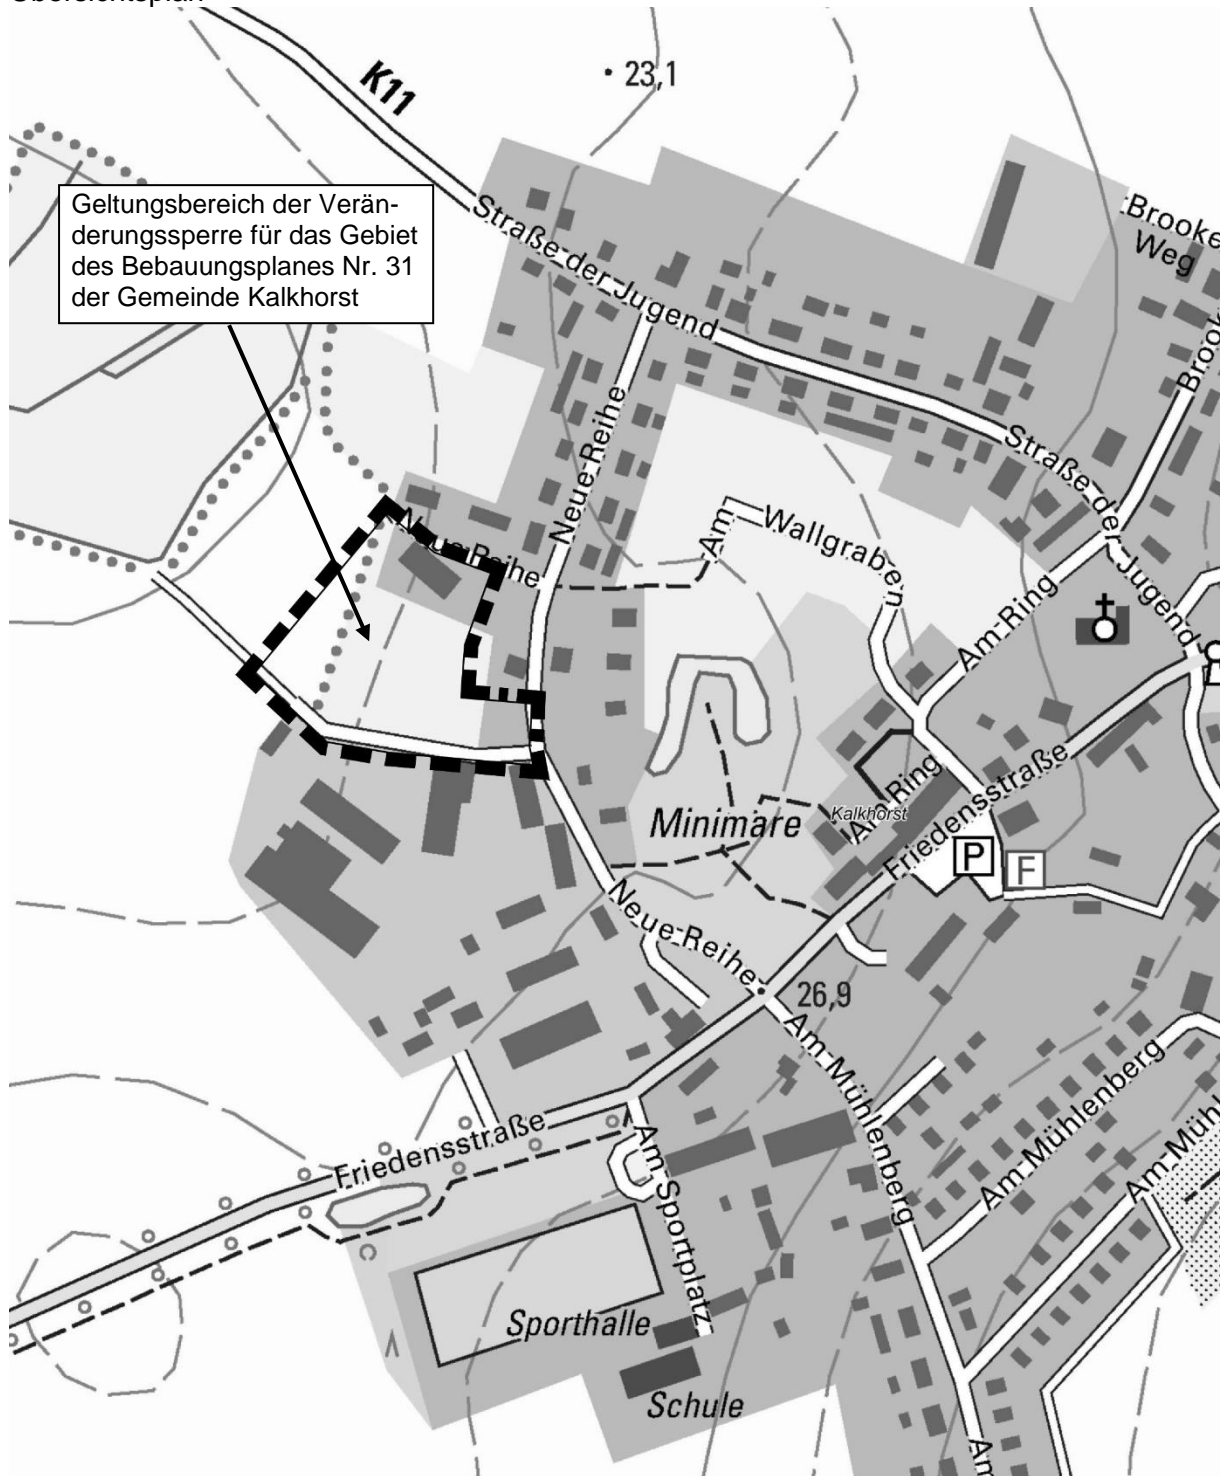 Übersichtsplan
K11
23,1
Geltungsbereich der Verän-
derungssperre für das Gebiet
des Bebauungsplanes Nr. 31
der Gemeinde Kalkhorst
Straße der Jugend
Weg
Neue Reihe
Neue Reihe
Am Wallgraben
Straße der Jugend
Am Ring
Am Ring
Kalkhorst
Minimare
Friedensstraße
P
F
Neue Reihe
26,9
Am Mühlenberg
Am Mühlenberg
Friedensstraße
Am Sportplatz
Sporthalle
Schule
Am